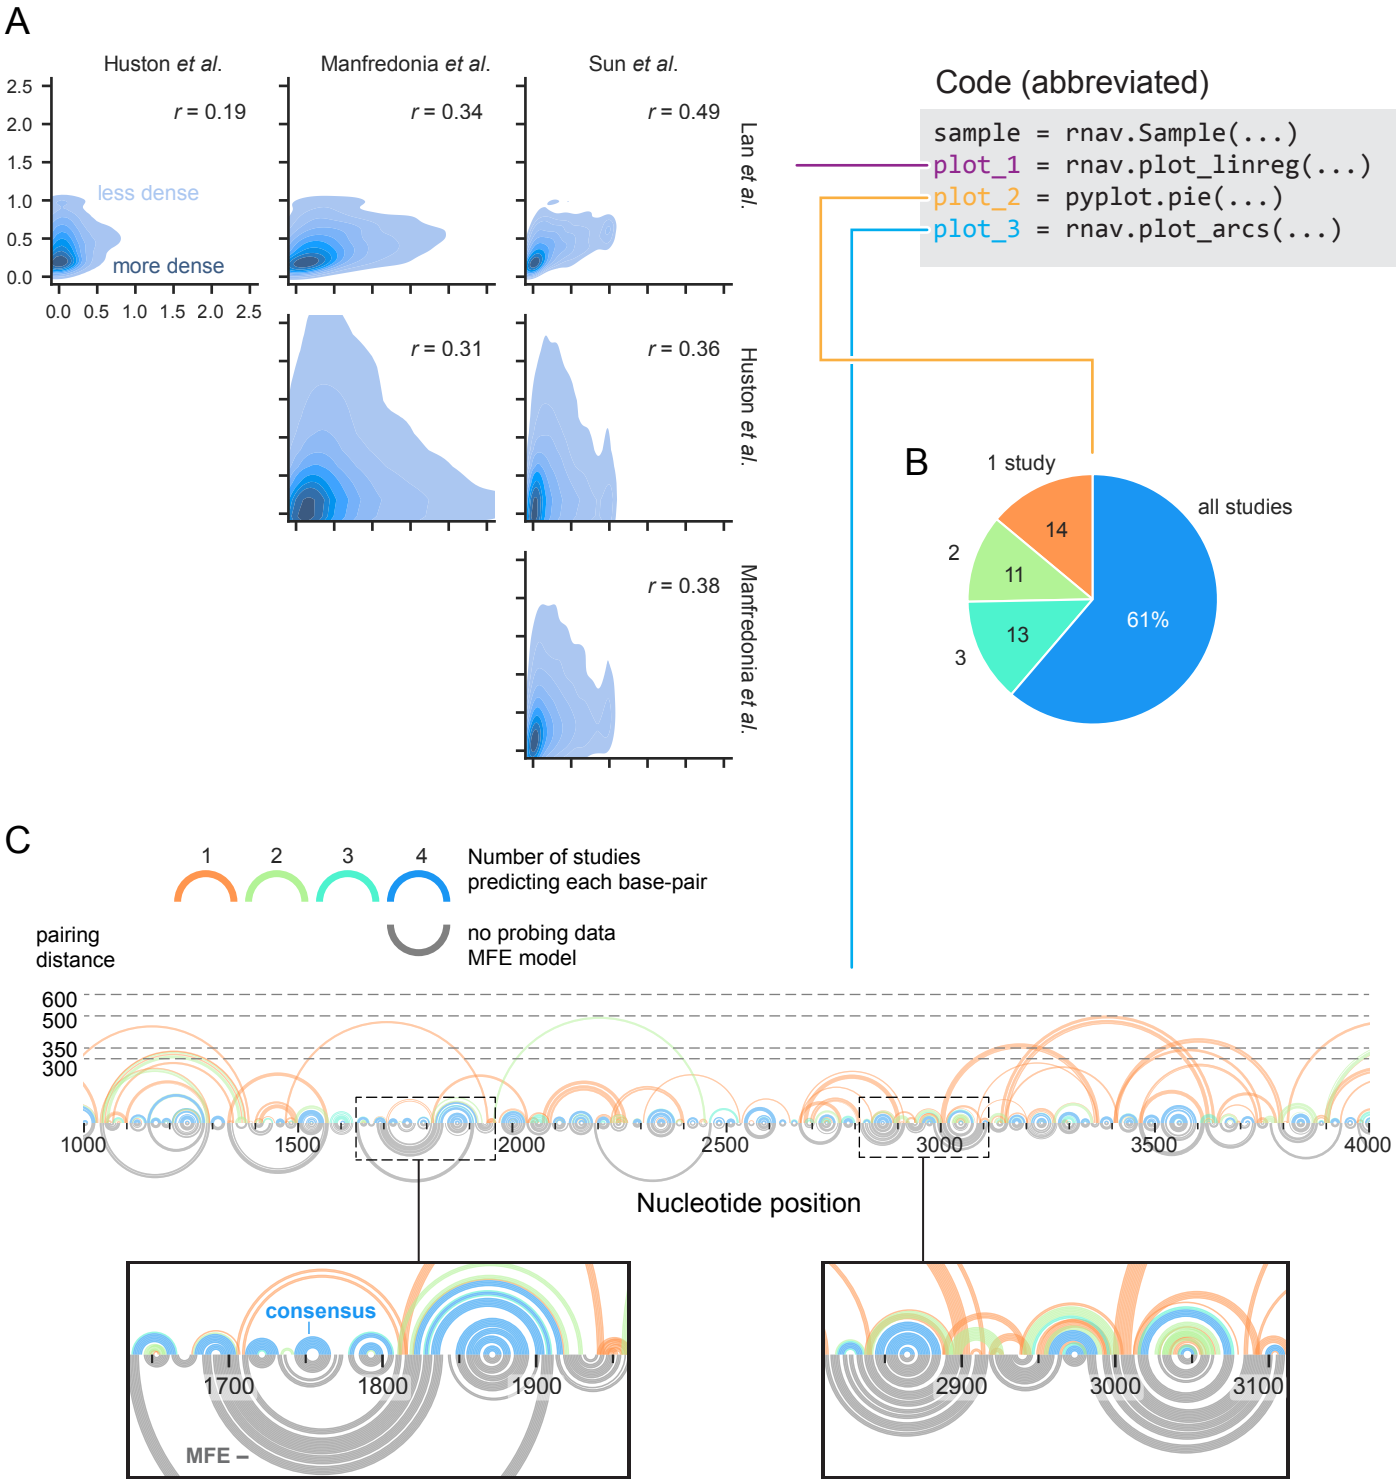 A
Huston et al.
Manfredonia et al.
Sun et al.
2.5
2.0
1.5
1.0
0.5
0.0
r = 0.19
less dense
more dense
0.0 0.5 1.0 1.5 2.0 2.5
r = 0.34
r = 0.49
Lan et al.
r = 0.31
r = 0.36
Huston et al.
r = 0.38
Manfredonia et al.
Code (abbreviated)
sample = rnav.Sample(...)
plot_1 = rnav.plot_linreg(...)
plot_2 = pyplot.pie(...)
plot_3 = rnav.plot_arcs(...)
B
1 study
all studies
14
2
11
61%
13
3
C
1 2 3 4
Number of studies
predicting each base-pair
no probing data
MFE model
pairing
distance
600
500
350
300
1000 1500 2000 2500 3000 3500 4000
Nucleotide position
consensus
1700 1800 1900
MFE
2900 3000 3100